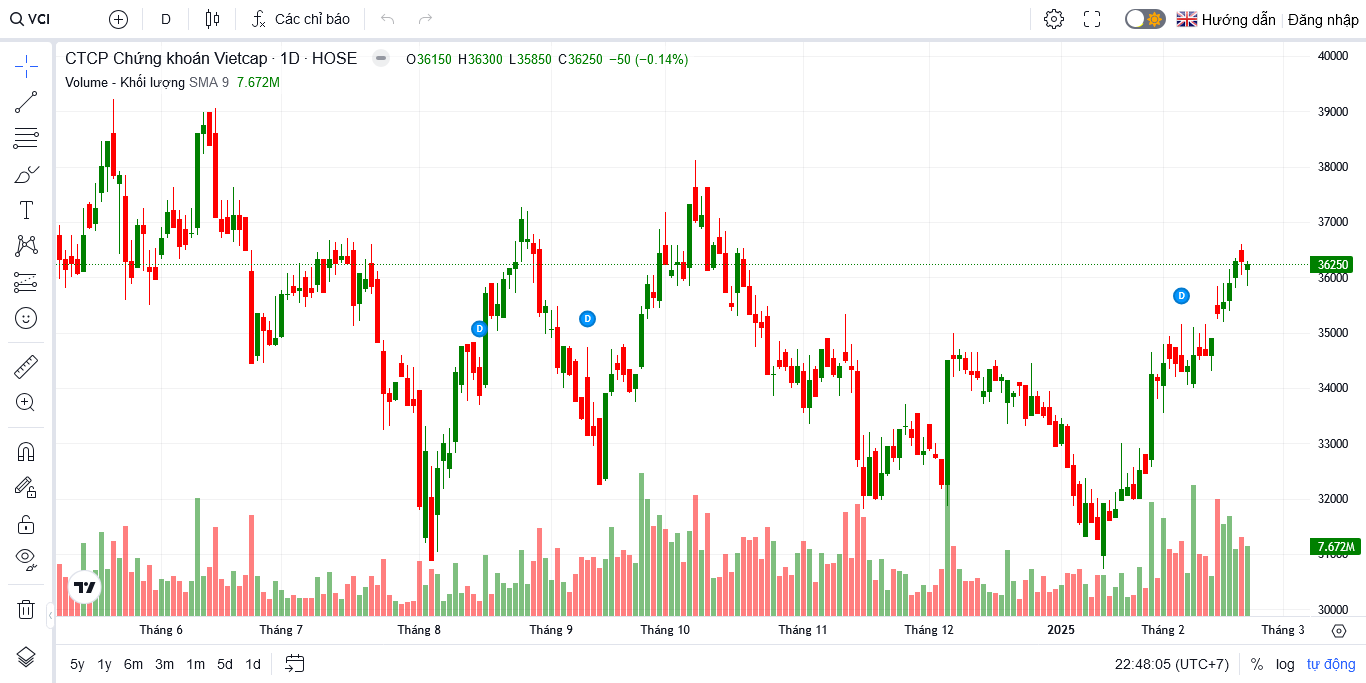 VCI D Các chỉ báo Hướng dẫn Đăng nhập
CTCP Chứng khoán Vietcap · 1D · HOSE O36150 H36300 L35850 C36250 −50 (−0.14%)
Volume - Khối lượng SMA 9 7.672M
40000
39000
38000
37000
36250
36000
35000
34000
33000
32000
7.672M
31000
30000
D
D
D
Tháng 6 Tháng 7 Tháng 8 Tháng 9 Tháng 10 Tháng 11 Tháng 12 2025 Tháng 2 Tháng 3
5y 1y 6m 3m 1m 5d 1d 22:48:05 (UTC+7) % log tự động